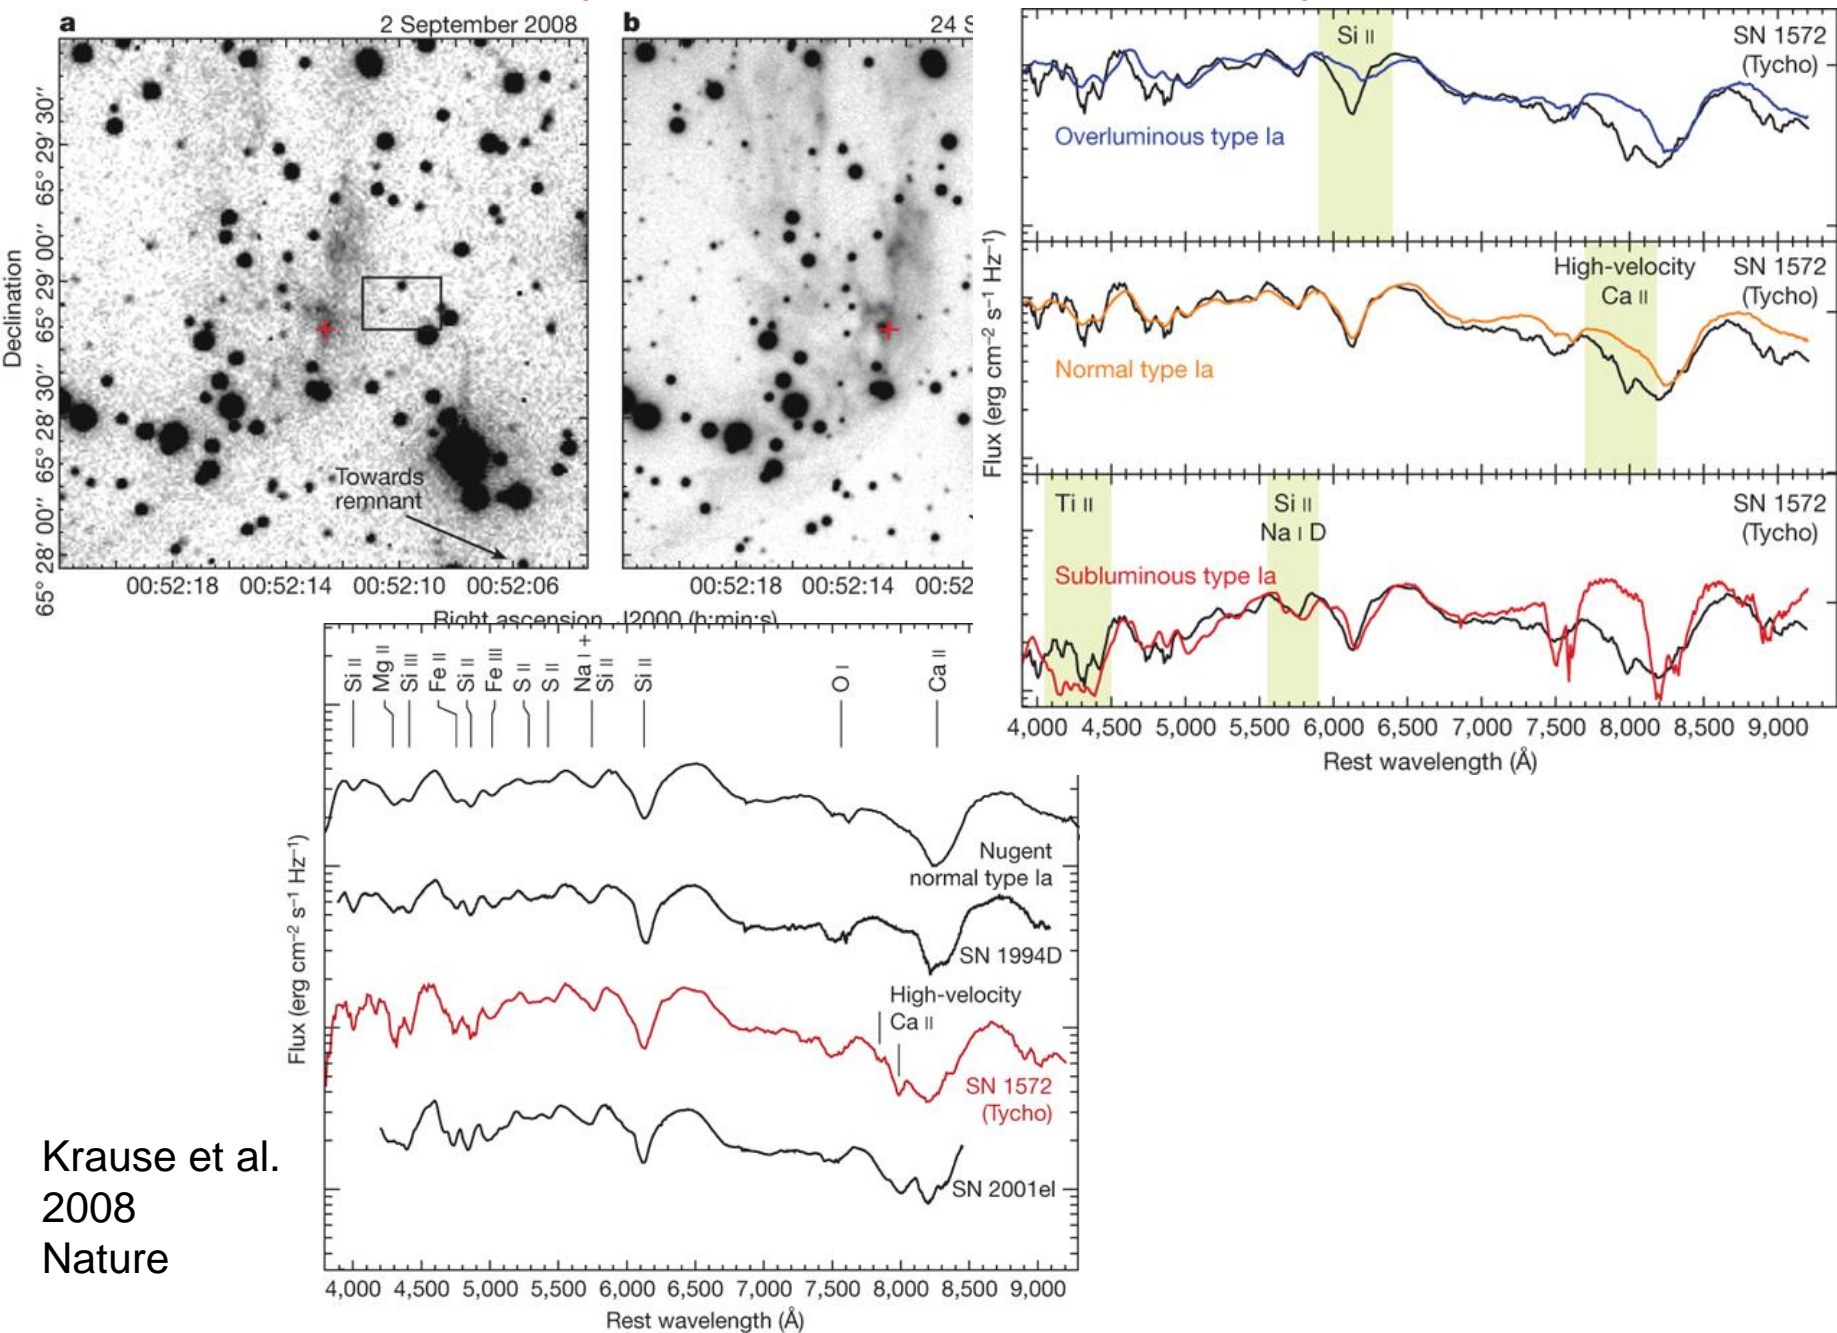 a
2 September 2008
b
24 S
Declination
65° 29′ 30″
65° 29′ 00″
65° 28′ 30″
65° 28′ 00″
Towards
remnant
00:52:18 00:52:14 00:52:10 00:52:06
00:52:18 00:52:14 00:52
Right ascension, J2000 (h:min:s)
Flux (erg cm⁻² s⁻¹ Hz⁻¹)
Si II
SN 1572
(Tycho)
Overluminous type Ia
High-velocity
Ca II
SN 1572
(Tycho)
Normal type Ia
Ti II
Si II
Na I D
SN 1572
(Tycho)
Subluminous type Ia
4,000 4,500 5,000 5,500 6,000 6,500 7,000 7,500 8,000 8,500 9,000
Rest wavelength (Å)
Si II
Mg II
Si III
Fe II
Si II
Fe III
S II
S II
Na I +
Si II
Si II
O I
Ca II
Flux (erg cm⁻² s⁻¹ Hz⁻¹)
Nugent
normal type Ia
SN 1994D
High-velocity
Ca II
SN 1572
(Tycho)
SN 2001el
4,000 4,500 5,000 5,500 6,000 6,500 7,000 7,500 8,000 8,500 9,000
Rest wavelength (Å)
Krause et al.
2008
Nature